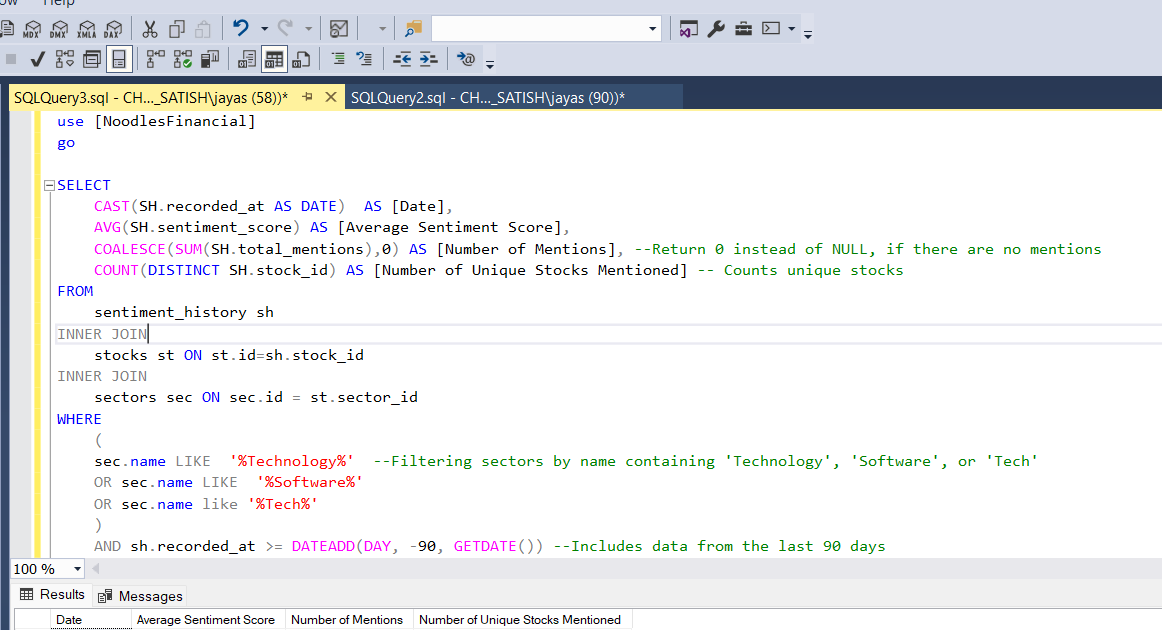 Help
MDX DMX XMLA DAX
SQLQuery3.sql - CH..._SATISH\jayas (58))* SQLQuery2.sql - CH..._SATISH\jayas (90))*
use [NoodlesFinancial]
go
SELECT
CAST(SH.recorded_at AS DATE)  AS [Date],
AVG(SH.sentiment_score) AS [Average Sentiment Score],
COALESCE(SUM(SH.total_mentions),0) AS [Number of Mentions], --Return 0 instead of NULL, if there are no mentions
COUNT(DISTINCT SH.stock_id) AS [Number of Unique Stocks Mentioned] -- Counts unique stocks
FROM
sentiment_history sh
INNER JOIN
stocks st ON st.id=sh.stock_id
INNER JOIN
sectors sec ON sec.id = st.sector_id
WHERE
(
sec.name LIKE  '%Technology%'  --Filtering sectors by name containing 'Technology', 'Software', or 'Tech'
OR sec.name LIKE  '%Software%'
OR sec.name like '%Tech%'
)
AND sh.recorded_at >= DATEADD(DAY, -90, GETDATE()) --Includes data from the last 90 days
100 %
Results Messages
Date Average Sentiment Score Number of Mentions Number of Unique Stocks Mentioned